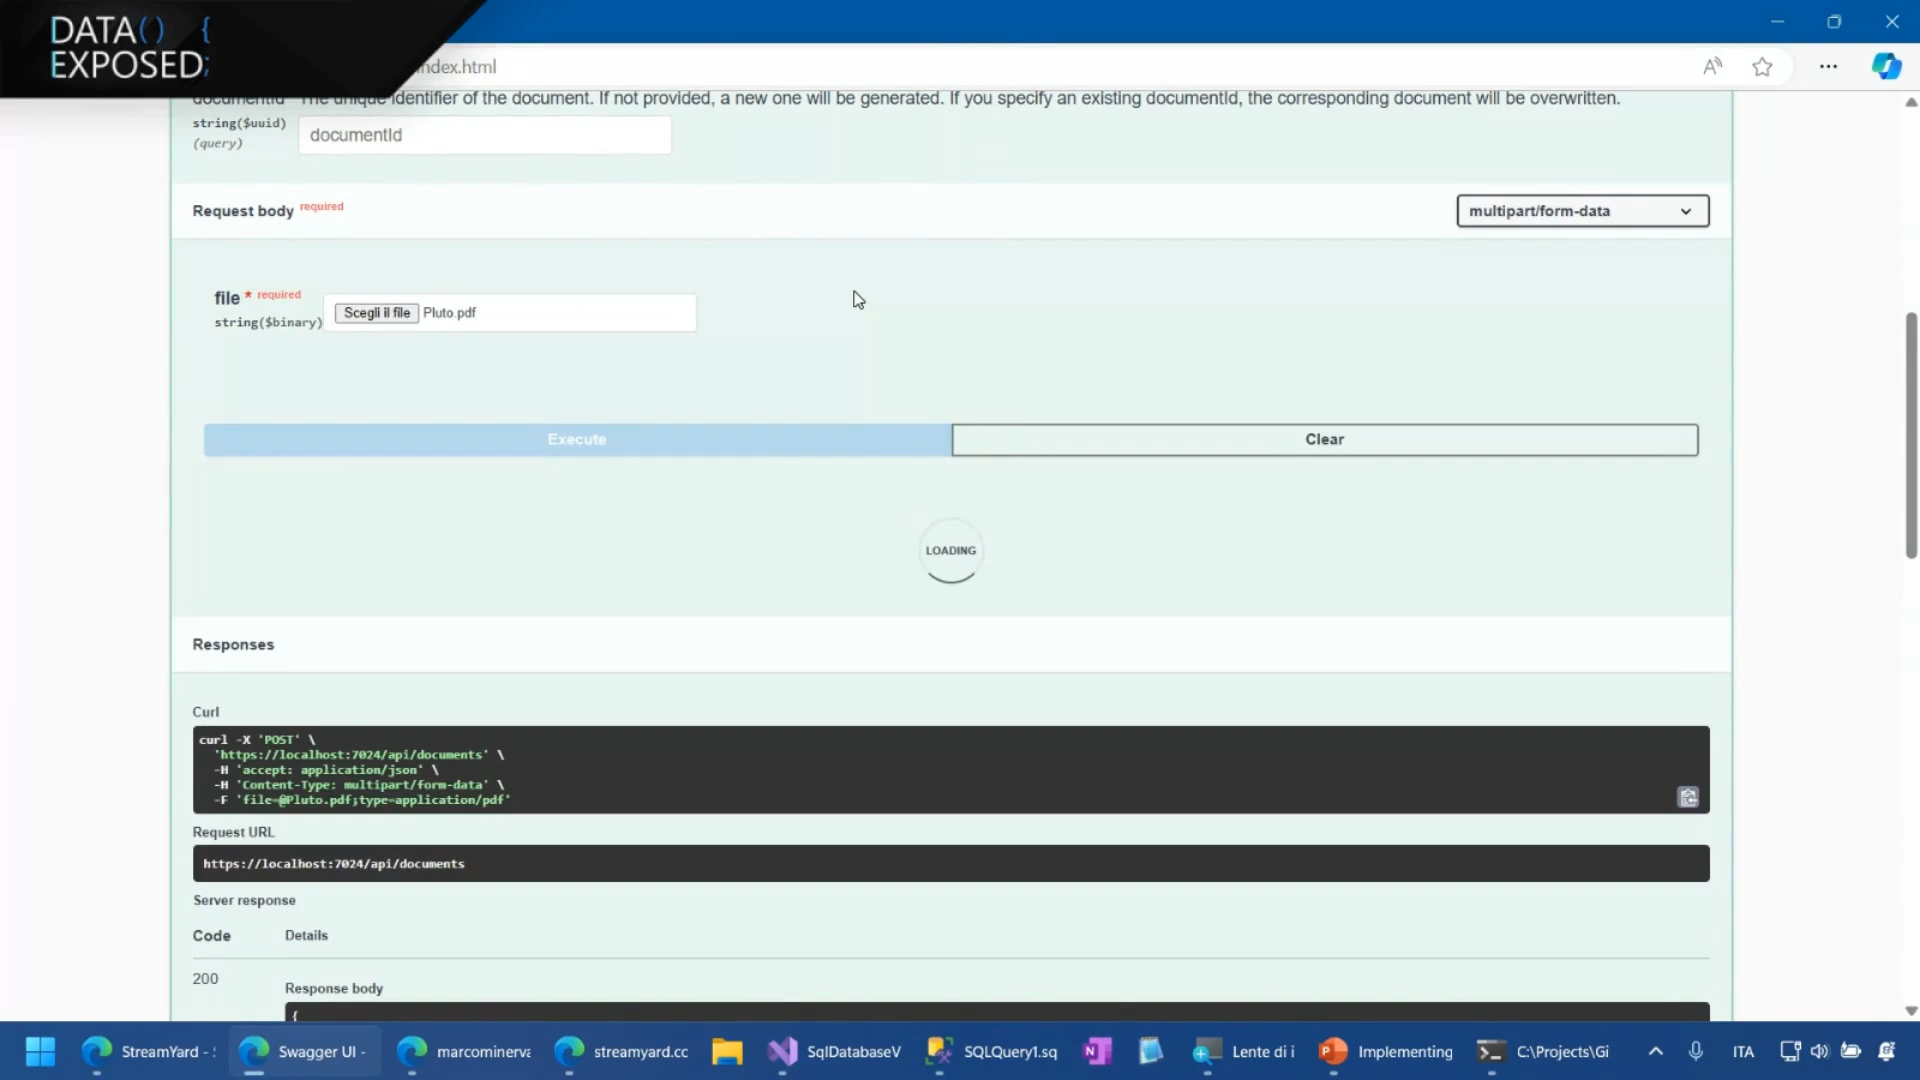 DATA() {
EXPOSED;
index.html
documentId The unique identifier of the document. If not provided, a new one will be generated. If you specify an existing documentId, the corresponding document will be overwritten.
string($uuid)
(query)
documentId
Request body required
multipart/form-data
file * required
string($binary)
Scegli il file Pluto.pdf
Execute
Clear
LOADING
Responses
Curl
curl -X 'POST' \
'https://localhost:7024/api/documents' \
-H 'accept: application/json' \
-H 'Content-Type: multipart/form-data' \
-F 'file=@Pluto.pdf;type=application/pdf'
Request URL
https://localhost:7024/api/documents
Server response
Code Details
200
Response body
{
StreamYard - Swagger UI - marcominerva streamyard.cc SqlDatabaseV SQLQuery1.sq Lente di i Implementing C:\Projects\Gi ITA